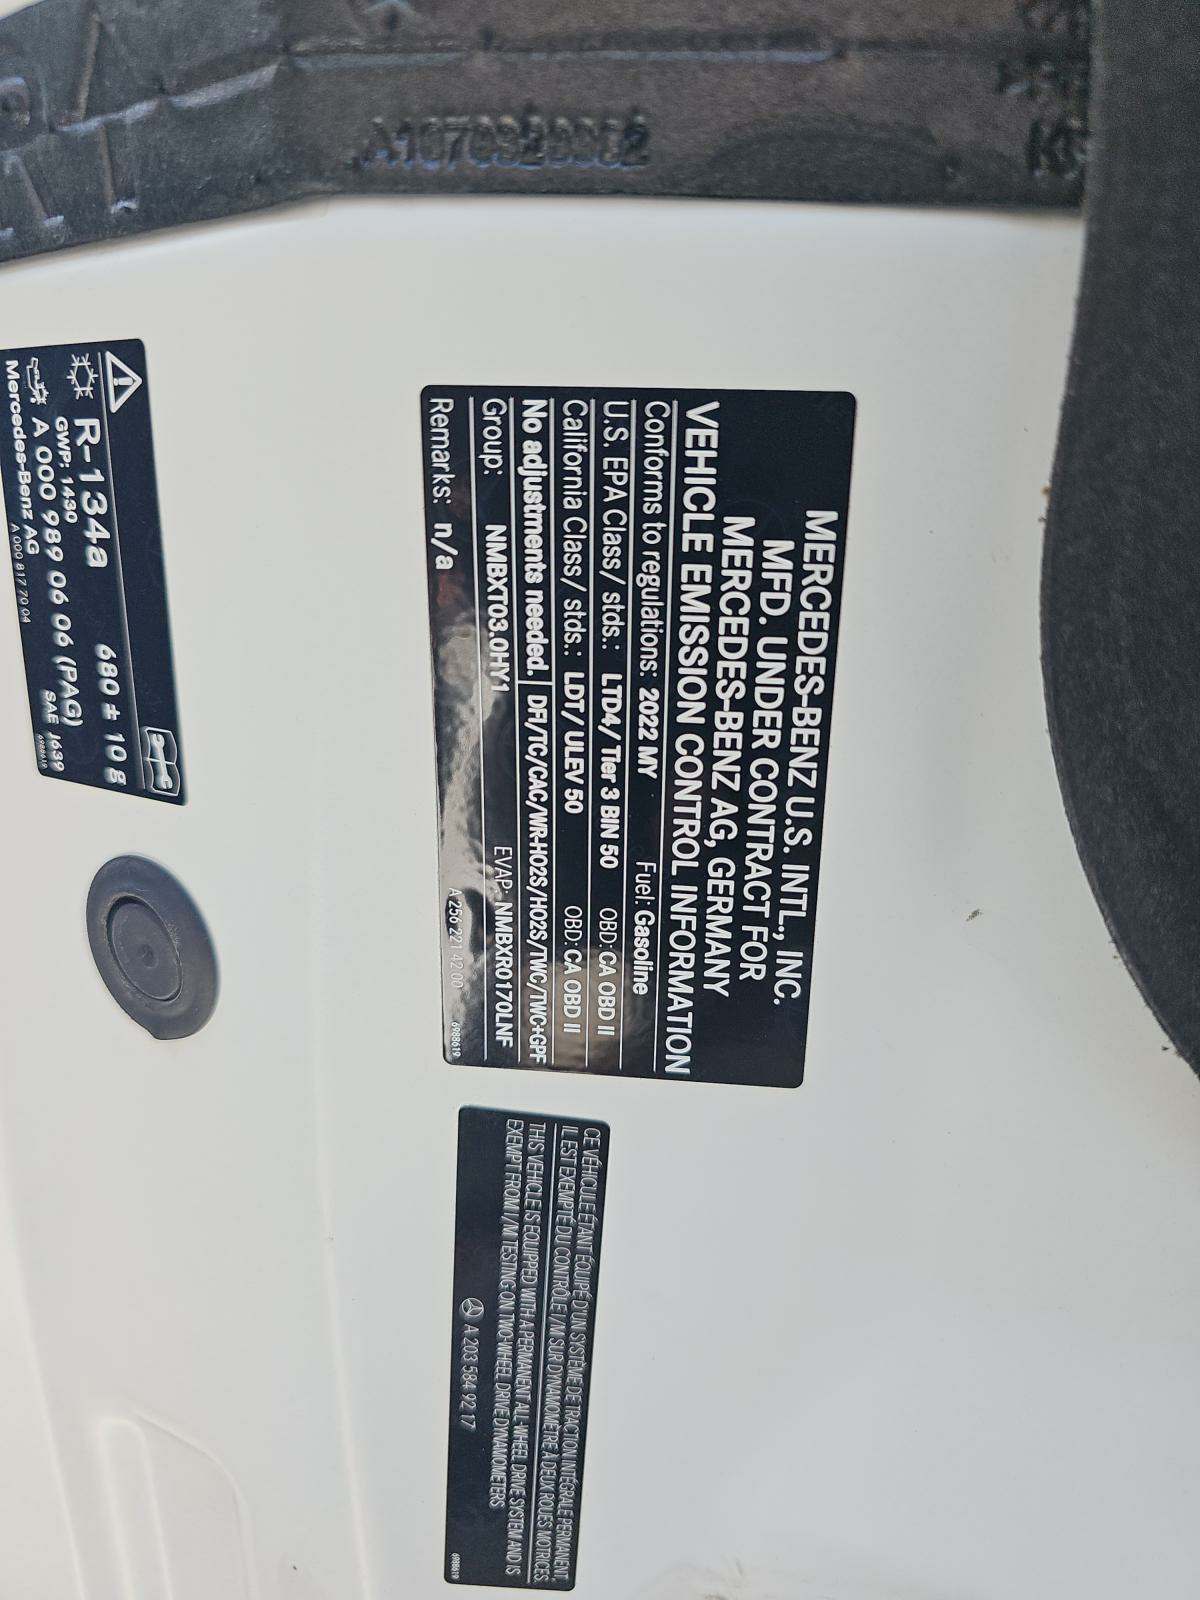 MERCEDES-BENZ U.S. INTL., INC.
MFD. UNDER CONTRACT FOR
MERCEDES-BENZ AG, GERMANY
VEHICLE EMISSION CONTROL INFORMATION
Conforms to regulations: 2022 MY Fuel: Gasoline
U.S. EPA Class/ stds.: LTD4/ Tier 3 BIN 50 OBD: CA OBD II
California Class/ stds.: LDT/ ULEV 50 OBD: CA OBD II
No adjustments needed. DFI/TC/CAC/WR-HO2S/HO2S/TWC/TWC+GPF
Group: NMBXT03.0HY1 EVAP: NMBXR0170LNF
Remarks: n/a
A 256 221 42 00 6988619
CE VÉHICULE ÉTANT ÉQUIPÉ D'UN SYSTÈME DE TRACTION INTÉGRALE PERMANENT,
IL EST EXEMPTÉ DU CONTRÔLE I/M SUR DYNAMOMÈTRE À DEUX ROUES MOTRICES.
THIS VEHICLE IS EQUIPPED WITH A PERMANENT ALL-WHEEL DRIVE SYSTEM AND IS
EXEMPT FROM I/M TESTING ON TWO-WHEEL DRIVE DYNAMOMETERS
A 203 584 92 17
6988619
R-134a 680 ± 10 g
GWP: 1430
A 000 989 06 06 (PAG)
SAE J639
Mercedes-Benz AG
A 000 817 70 04 6988619